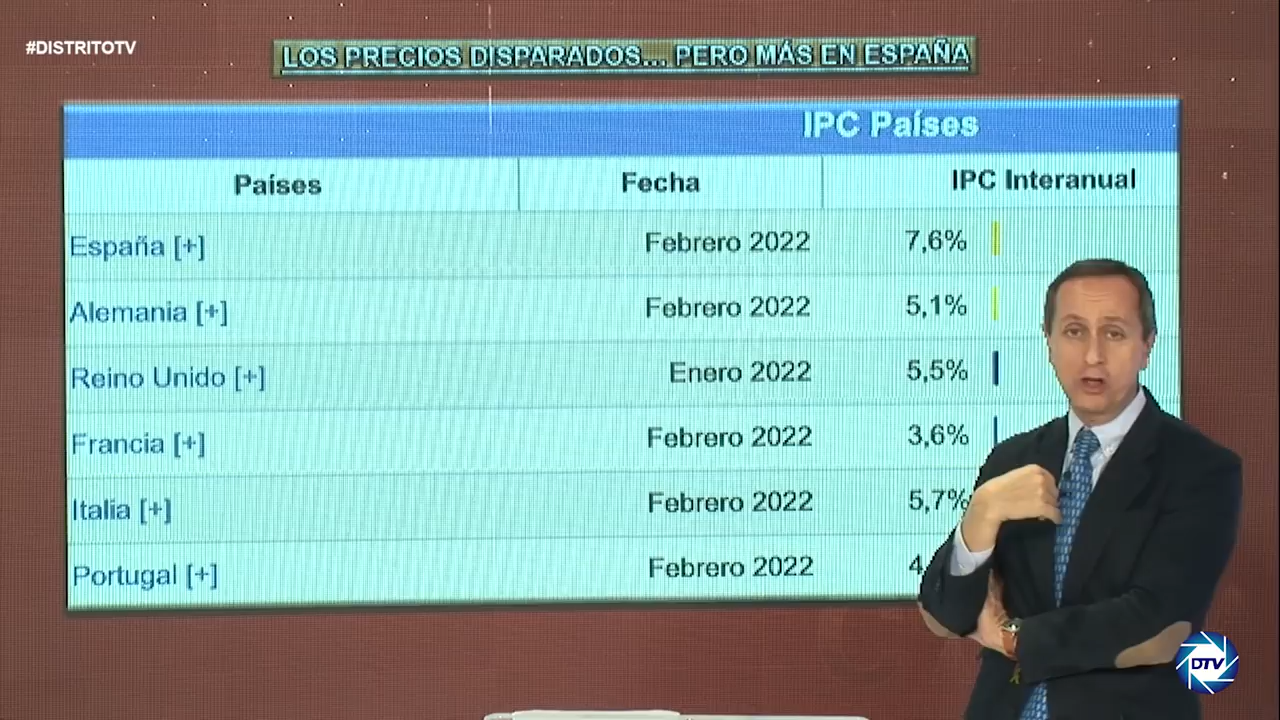 #DISTRITOTV
LOS PRECIOS DISPARADOS... PERO MÁS EN ESPAÑA
IPC Países
Países Fecha IPC Interanual
España [+] Febrero 2022 7,6%
Alemania [+] Febrero 2022 5,1%
Reino Unido [+] Enero 2022 5,5%
Francia [+] Febrero 2022 3,6%
Italia [+] Febrero 2022 5,7%
Portugal [+] Febrero 2022 4
DTV